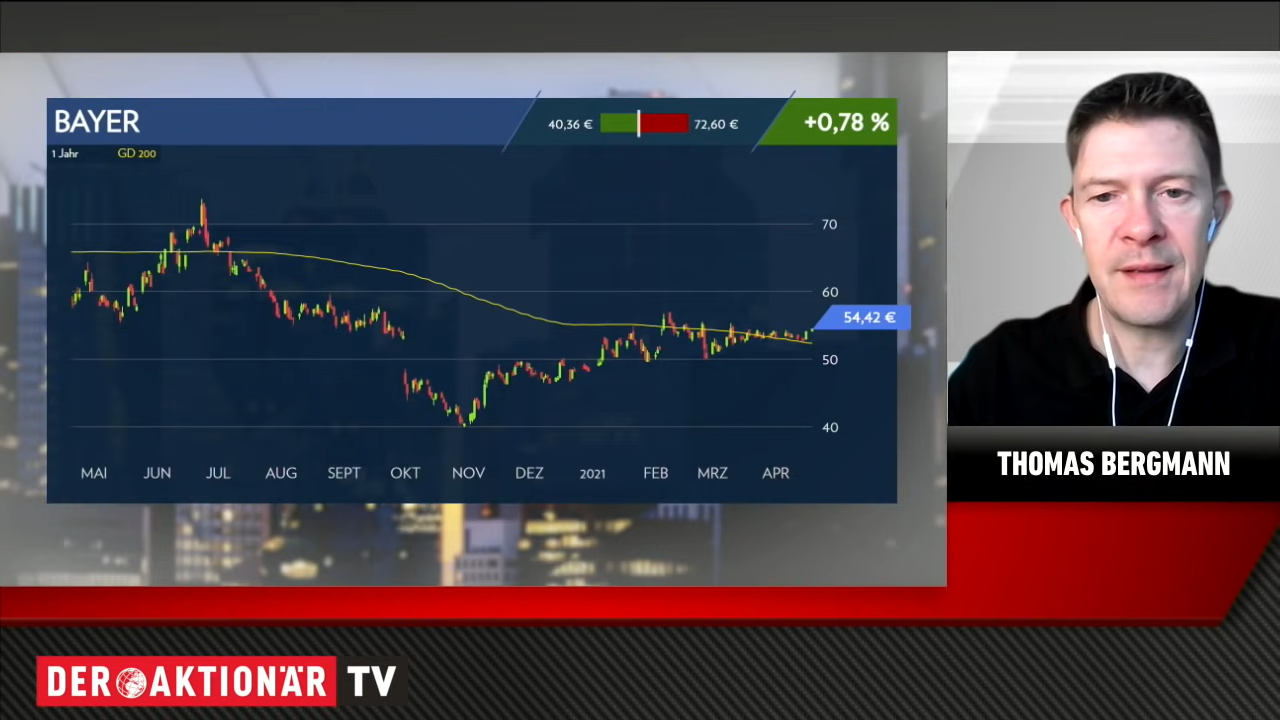 BAYER
40,36 €
72,60 €
+0,78 %
1 Jahr
GD 200
70
60
54,42 €
50
40
MAI JUN JUL AUG SEPT OKT NOV DEZ 2021 FEB MRZ APR
THOMAS BERGMANN
DER AKTIONÄR TV